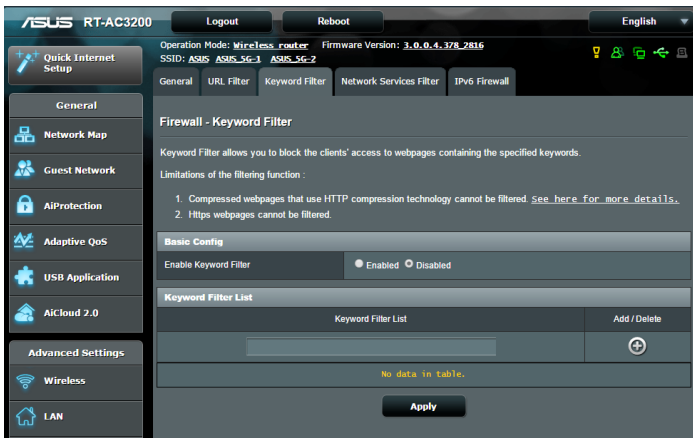 ASUS RT-AC3200
Logout
Reboot
English
Quick Internet Setup
Operation Mode: Wireless router Firmware Version: 3.0.0.4.378_2816
SSID: ASUS ASUS_5G-1 ASUS_5G-2
General
URL Filter
Keyword Filter
Network Services Filter
IPv6 Firewall
General
Network Map
Guest Network
AiProtection
Adaptive QoS
USB Application
AiCloud 2.0
Advanced Settings
Wireless
LAN
Firewall - Keyword Filter
Keyword Filter allows you to block the clients' access to webpages containing the specified keywords.
Limitations of the filtering function :
1. Compressed webpages that use HTTP compression technology cannot be filtered. See here for more details.
2. Https webpages cannot be filtered.
Basic Config
Enable Keyword Filter
Enabled
Disabled
Keyword Filter List
Keyword Filter List
Add / Delete
No data in table.
Apply